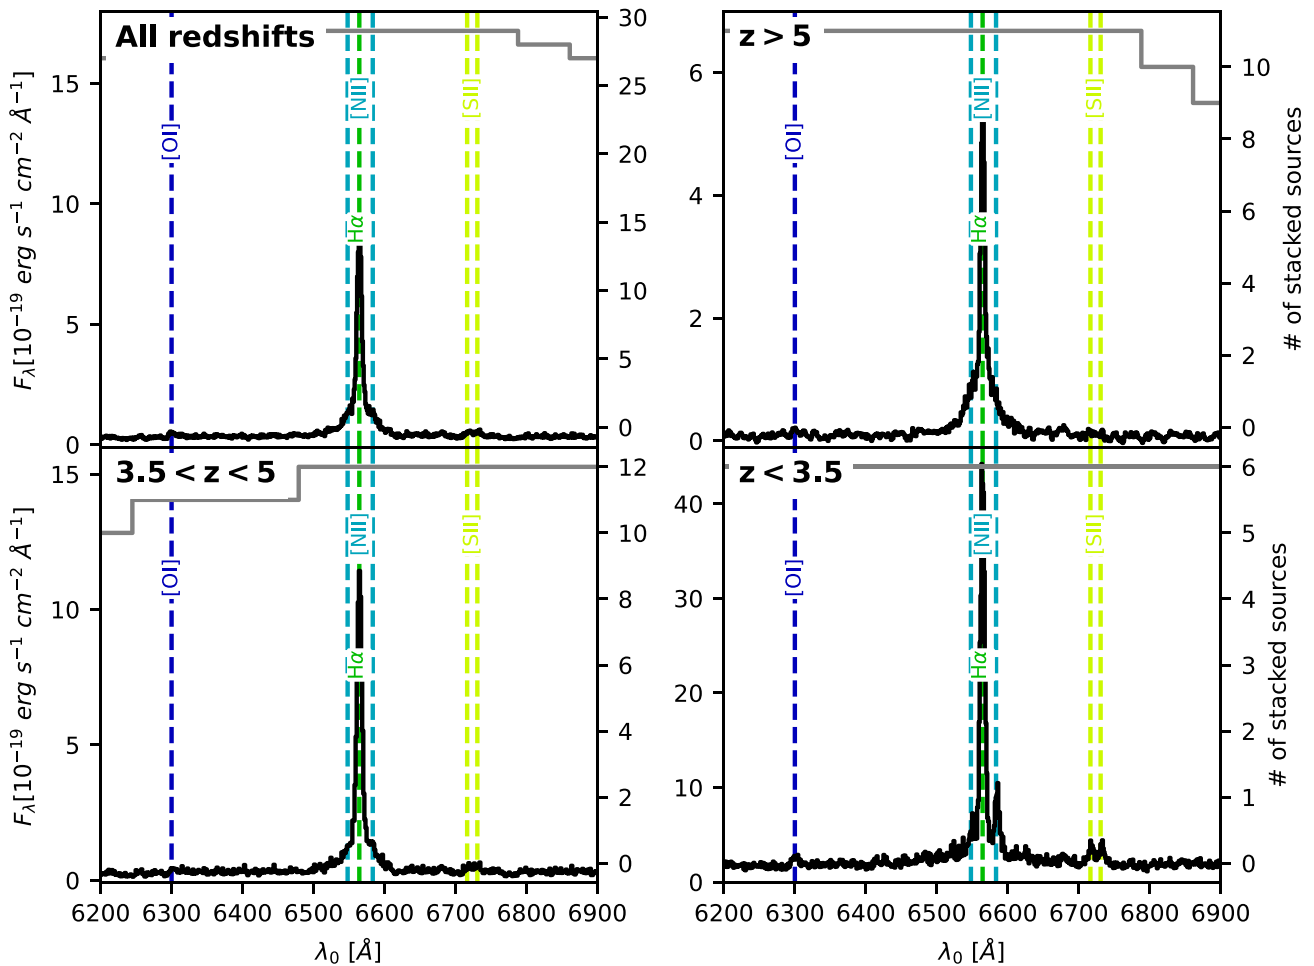 All redshifts
[OI]
[NII]
Hα
[SII]
15
10
5
0
30
25
20
15
10
5
0
F_λ[10⁻¹⁹ erg s⁻¹ cm⁻² Å⁻¹]
z > 5
[OI]
[NII]
Hα
[SII]
6
4
2
0
10
8
6
4
2
0
# of stacked sources
3.5 < z < 5
[OI]
[NII]
Hα
[SII]
15
10
5
0
12
10
8
6
4
2
0
F_λ[10⁻¹⁹ erg s⁻¹ cm⁻² Å⁻¹]
6200 6300 6400 6500 6600 6700 6800 6900
λ₀ [Å]
z < 3.5
[OI]
[NII]
Hα
[SII]
40
30
20
10
0
6
5
4
3
2
1
0
# of stacked sources
6200 6300 6400 6500 6600 6700 6800 6900
λ₀ [Å]